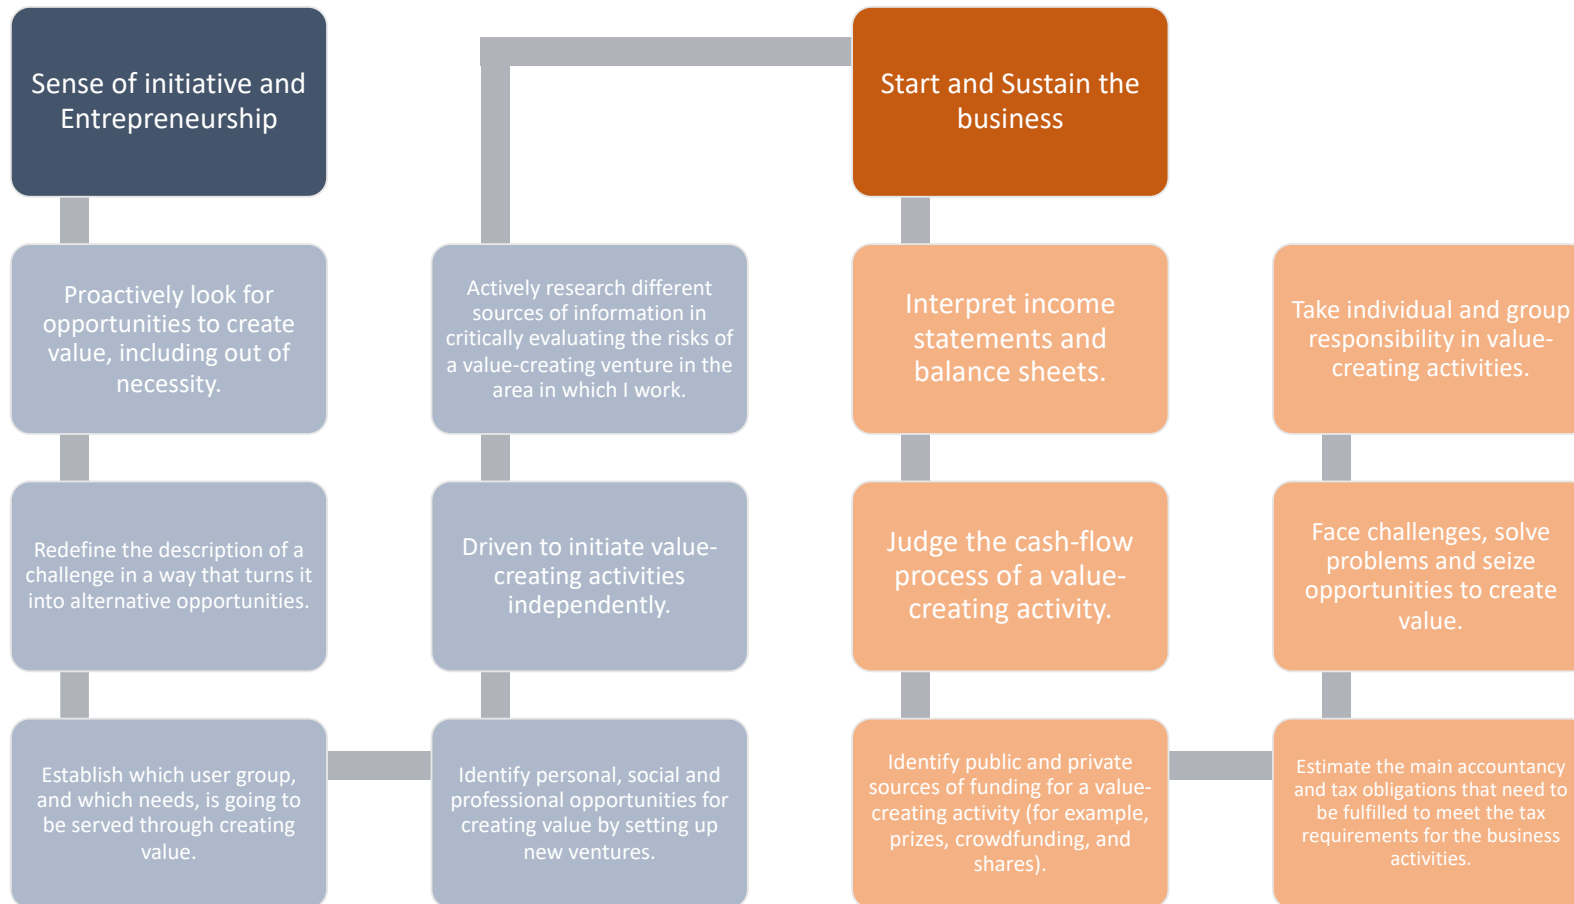 Sense of initiative and
Entrepreneurship
Proactively look for
opportunities to create
value, including out of
necessity.
Redefine the description of a
challenge in a way that turns it
into alternative opportunities.
Establish which user group,
and which needs, is going to
be served through creating
value.
Identify personal, social and
professional opportunities for
creating value by setting up
new ventures.
Driven to initiate value-
creating activities
independently.
Actively research different
sources of information in
critically evaluating the risks of
a value-creating venture in the
area in which I work.
Start and Sustain the
business
Interpret income
statements and
balance sheets.
Judge the cash-flow
process of a value-
creating activity.
Identify public and private
sources of funding for a value-
creating activity (for example,
prizes, crowdfunding, and
shares).
Estimate the main accountancy
and tax obligations that need to
be fulfilled to meet the tax
requirements for the business
activities.
Face challenges, solve
problems and seize
opportunities to create
value.
Take individual and group
responsibility in value-
creating activities.